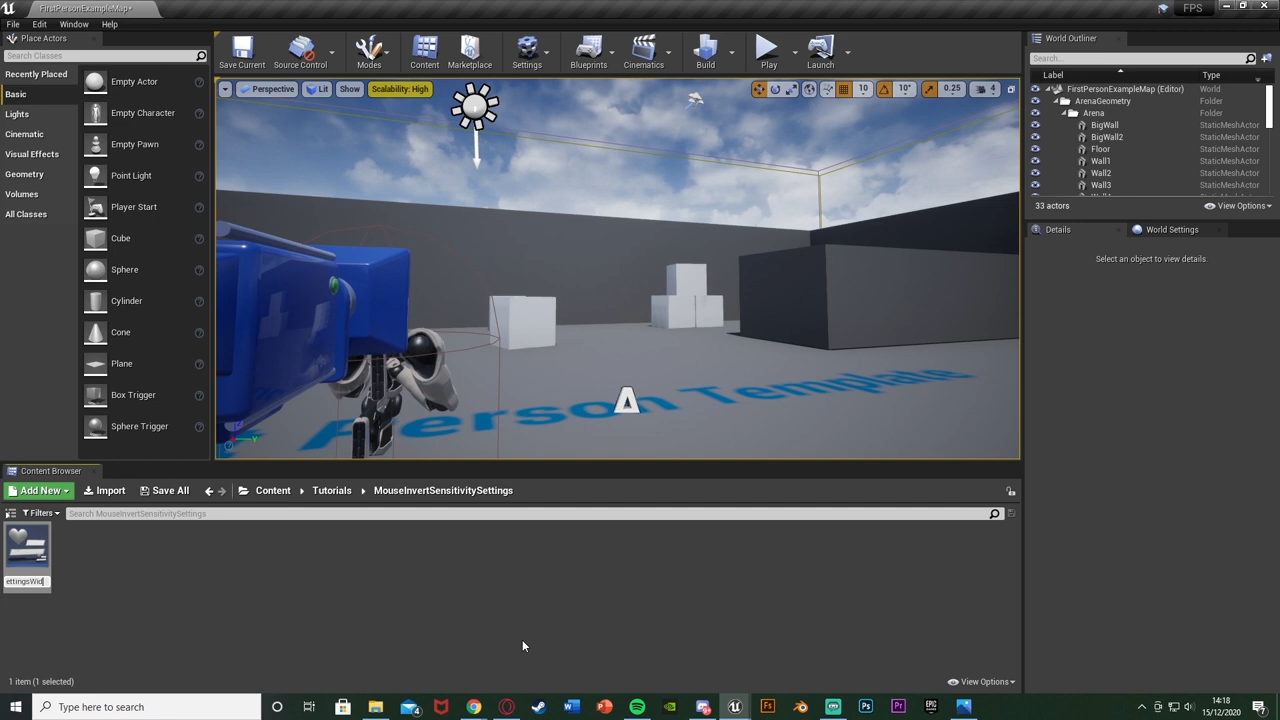 FirstPersonExampleMap*
FPS
File Edit Window Help
Place Actors
Search Classes
Recently Placed
Basic
Lights
Cinematic
Visual Effects
Geometry
Volumes
All Classes
Empty Actor
Empty Character
Empty Pawn
Point Light
Player Start
Cube
Sphere
Cylinder
Cone
Plane
Box Trigger
Sphere Trigger
Save Current Source Control Modes Content Marketplace Settings Blueprints Cinematics Build Play Launch
Perspective Lit Show Scalability: High 10 10° 0.25 4
Person Template
World Outliner
Search...
Label Type
FirstPersonExampleMap (Editor) World
ArenaGeometry Folder
Arena Folder
BigWall StaticMeshActor
BigWall2 StaticMeshActor
Floor StaticMeshActor
Wall1 StaticMeshActor
Wall2 StaticMeshActor
Wall3 StaticMeshActor
33 actors View Options
Details World Settings
Select an object to view details.
Content Browser
Add New Import Save All Content Tutorials MouseInvertSensitivitySettings
Filters Search MouseInvertSensitivitySettings
ettingsWid
1 item (1 selected) View Options
Type here to search
14:18
15/12/2020